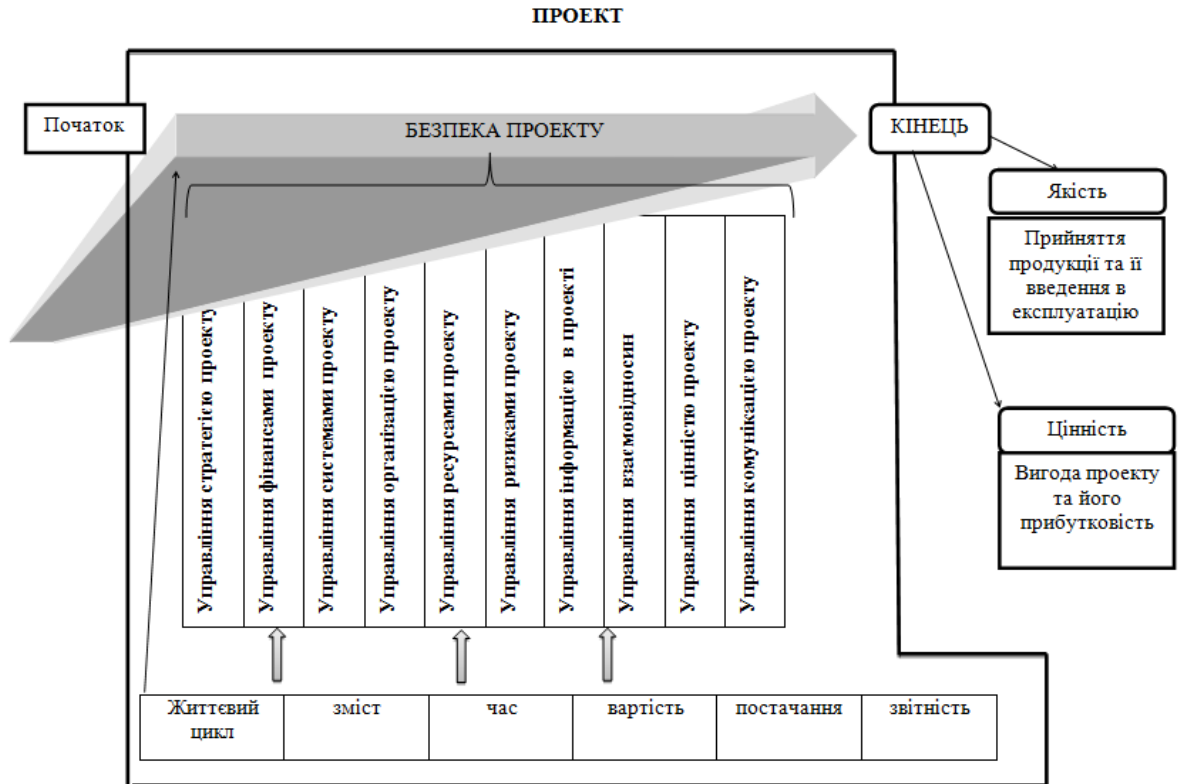 ПРОЕКТ
Початок
БЕЗПЕКА ПРОЕКТУ
КІНЕЦЬ
Якість
Прийняття
продукції та її
введення в
експлуатацію
Цінність
Вигода проекту
та його
прибутковість
Управління стратегією проекту
Управління фінансами проекту
Управління системами проекту
Управління організацією проекту
Управління ресурсами проекту
Управління ризиками проекту
Управління інформацією в проекті
Управління взаємовідносин
Управління цінністю проекту
Управління комунікацією проекту
Життєвий
цикл
зміст
час
вартість
постачання
звітність